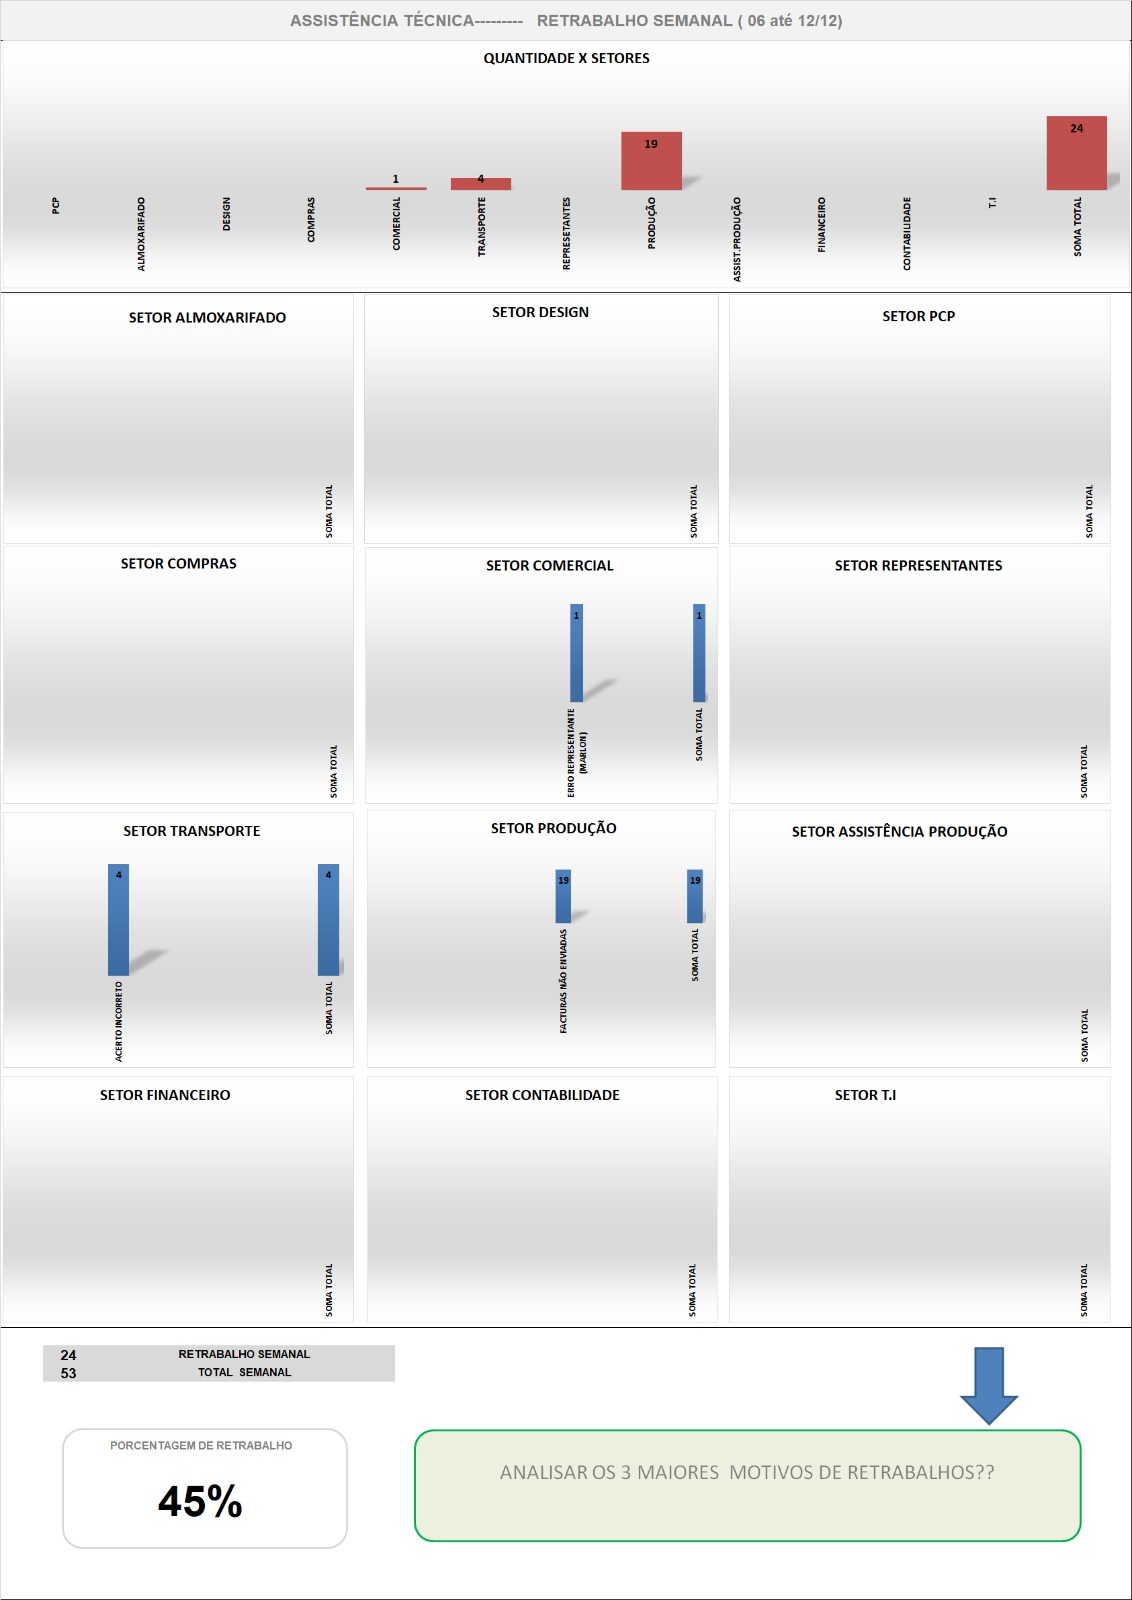 ASSISTÊNCIA TÉCNICA--------- RETRABALHO SEMANAL ( 06 até 12/12)
QUANTIDADE X SETORES
1
4
19
24
PCP
ALMOXARIFADO
DESIGN
COMPRAS
COMERCIAL
TRANSPORTE
REPRESETANTES
PRODUÇÃO
ASSIST.PRODUÇÃO
FINANCEIRO
CONTABILIDADE
T.I
SOMA TOTAL
SETOR ALMOXARIFADO
SOMA TOTAL
SETOR DESIGN
SOMA TOTAL
SETOR PCP
SOMA TOTAL
SETOR COMPRAS
SOMA TOTAL
SETOR COMERCIAL
1
1
ERRO REPRESENTANTE
(MARLON)
SOMA TOTAL
SETOR REPRESENTANTES
SOMA TOTAL
SETOR TRANSPORTE
4
4
ACERTO INCORRETO
SOMA TOTAL
SETOR PRODUÇÃO
19
19
FACTURAS NÃO ENVIADAS
SOMA TOTAL
SETOR ASSISTÊNCIA PRODUÇÃO
SOMA TOTAL
SETOR FINANCEIRO
SOMA TOTAL
SETOR CONTABILIDADE
SOMA TOTAL
SETOR T.I
SOMA TOTAL
24 RETRABALHO SEMANAL
53 TOTAL SEMANAL
PORCENTAGEM DE RETRABALHO
45%
ANALISAR OS 3 MAIORES MOTIVOS DE RETRABALHOS??